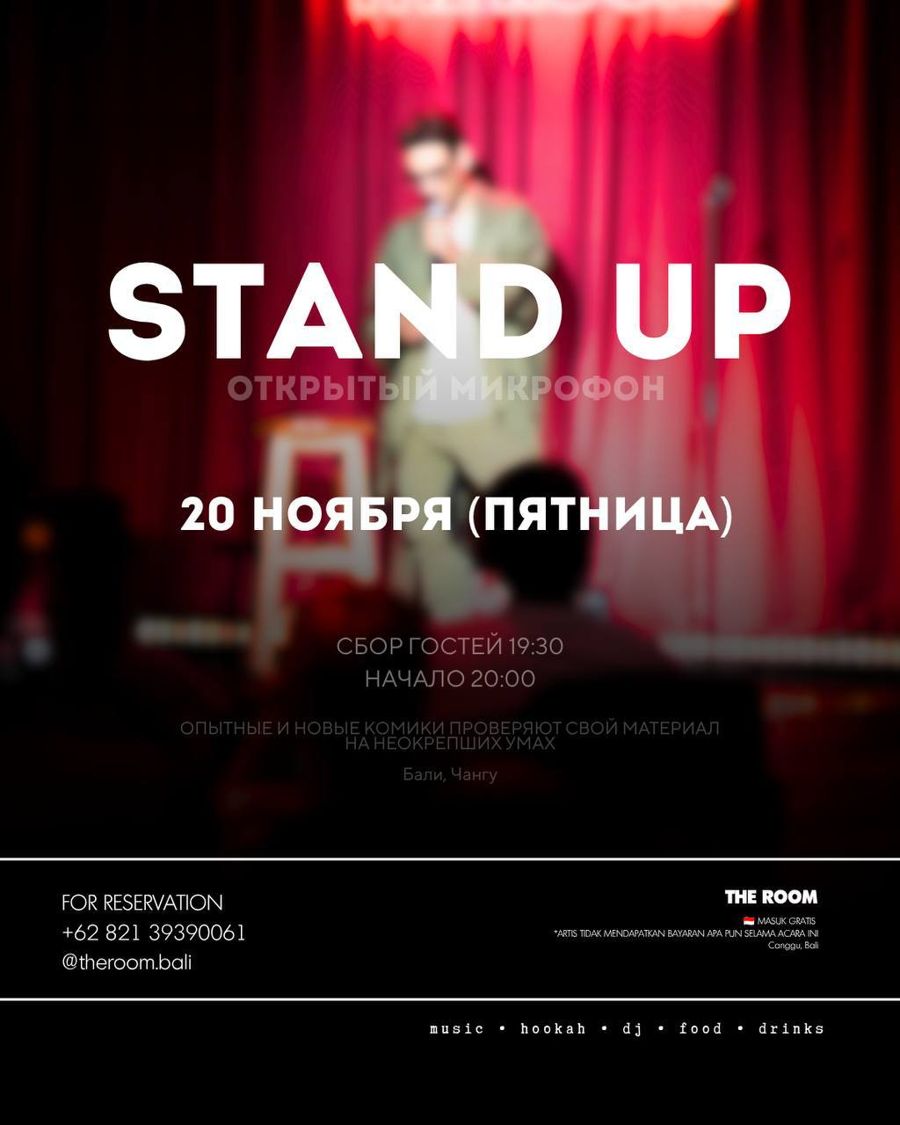 STAND UP
ОТКРЫТЫЙ МИКРОФОН
20 НОЯБРЯ (ПЯТНИЦА)
СБОР ГОСТЕЙ 19:30
НАЧАЛО 20:00
ОПЫТНЫЕ И НОВЫЕ КОМИКИ ПРОВЕРЯЮТ СВОЙ МАТЕРИАЛ
НА НЕОКРЕПШИХ УМАХ
Бали, Чангу
FOR RESERVATION
+62 821 39390061
@theroom.bali
THE ROOM
🇮🇩 MASUK GRATIS
*ARTIS TIDAK MENDAPATKAN BAYARAN APA PUN SELAMA ACARA INI
Canggu, Bali
music • hookah • dj • food • drinks